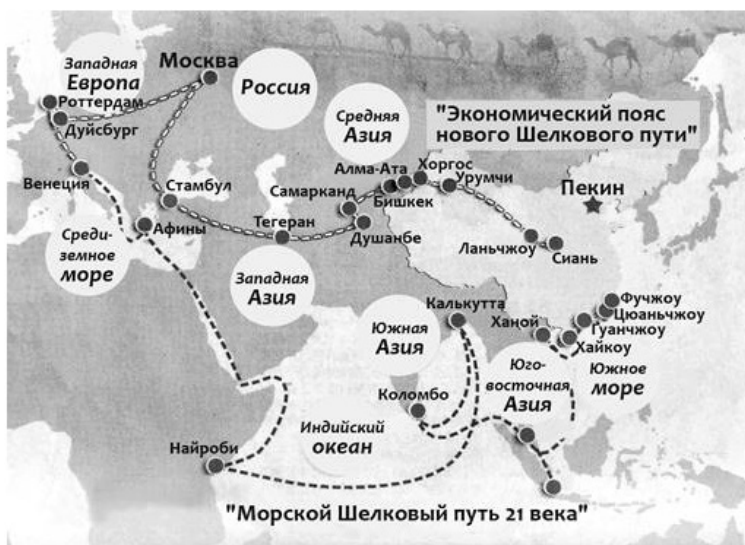 Западная
Европа
Москва
Россия
Роттердам
Дуйсбург
Средняя
Азия
"Экономический пояс
нового Шелкового пути"
Венеция
Стамбул
Афины
Самарканд
Алма-Ата
Бишкек
Хоргос
Урумчи
Пекин
Тегеран
Душанбе
Ланьчжоу
Сиань
Среди-
земное
море
Западная
Азия
Южная
Азия
Калькутта
Ханой
Фучжоу
Цюаньчжоу
Гуанчжоу
Хайкоу
Юго-
восточная
Азия
Южное
море
Коломбо
Индийский
океан
Найроби
"Морской Шелковый путь 21 века"